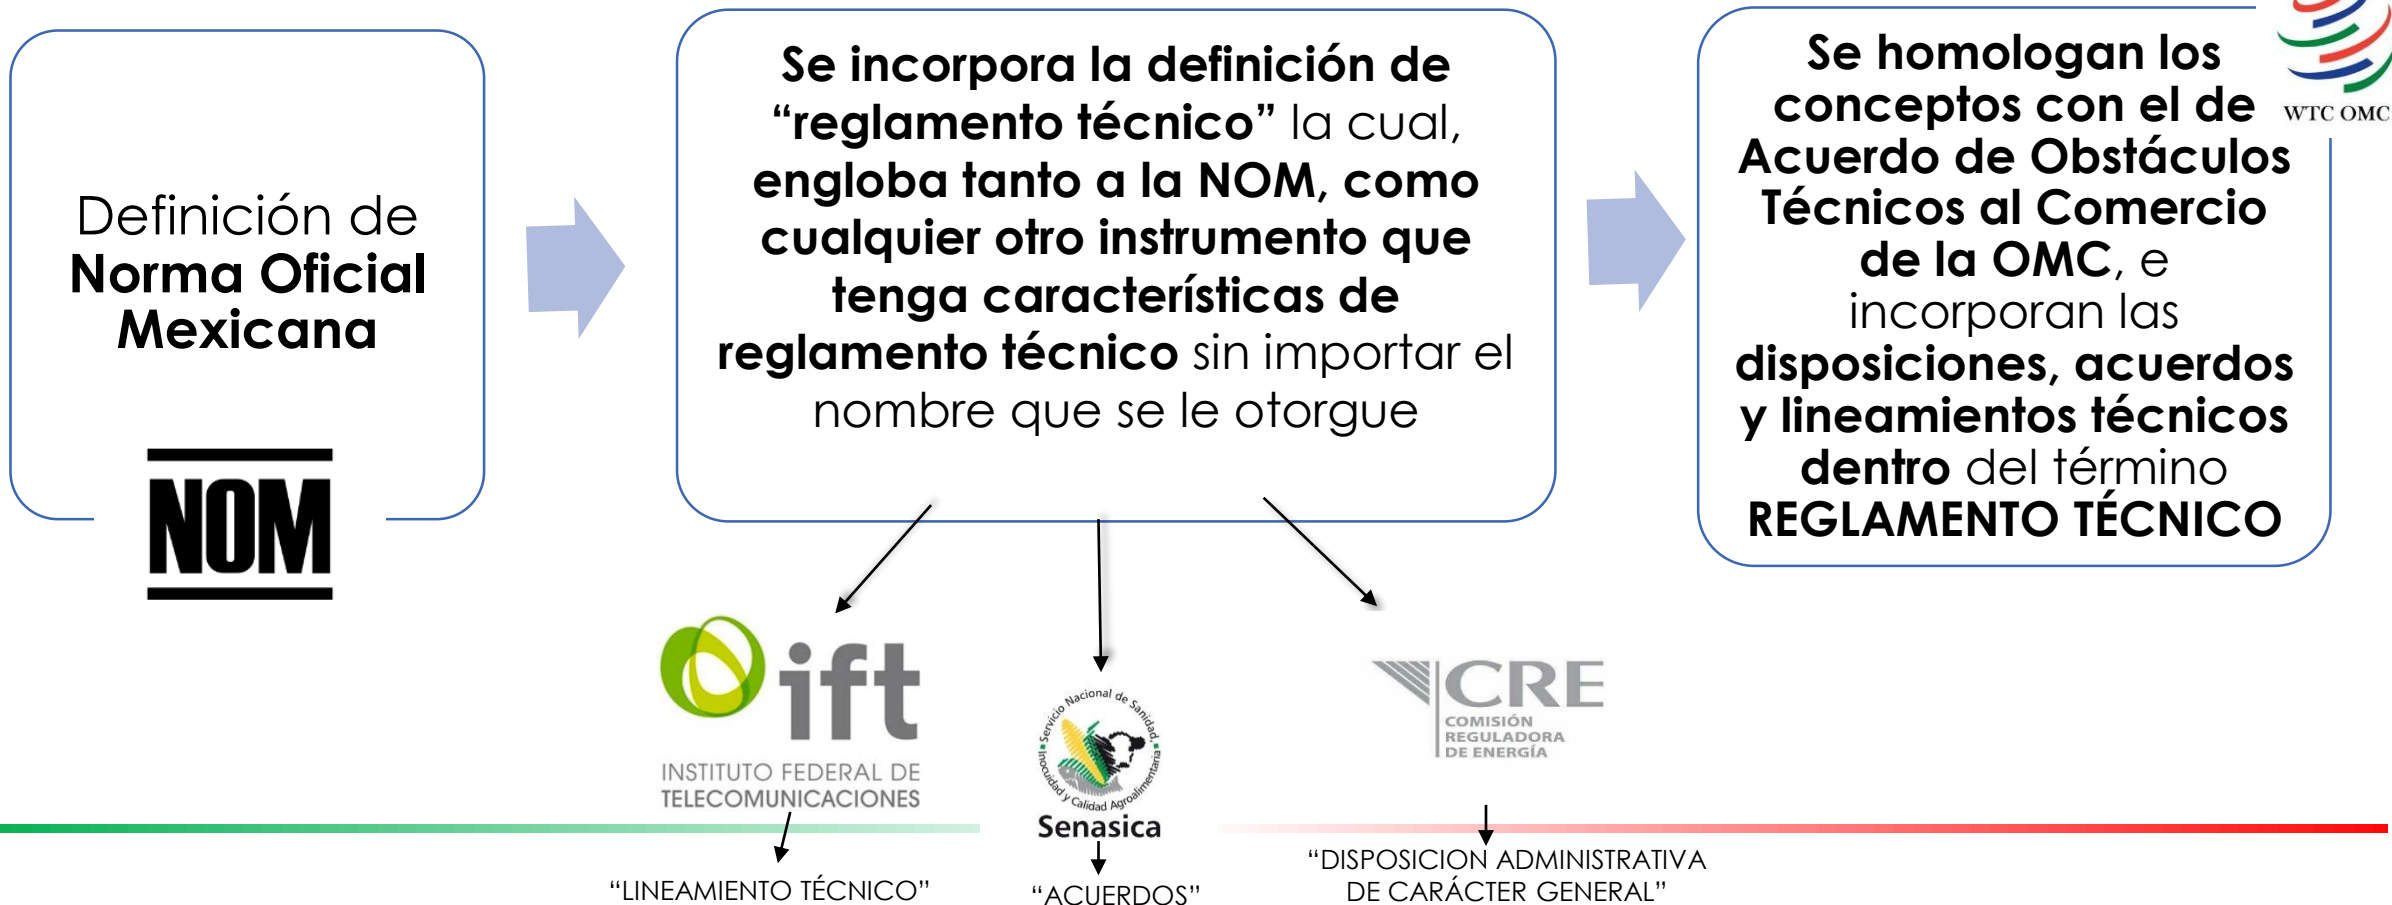 Definición de
Norma Oficial
Mexicana
NOM
Se incorpora la definición de
“reglamento técnico” la cual,
engloba tanto a la NOM, como
cualquier otro instrumento que
tenga características de
reglamento técnico sin importar el
nombre que se le otorgue
Se homologan los
conceptos con el de
Acuerdo de Obstáculos
Técnicos al Comercio
de la OMC, e
incorporan las
disposiciones, acuerdos
y lineamientos técnicos
dentro del término
REGLAMENTO TÉCNICO
WTC OMC
ift
INSTITUTO FEDERAL DE
TELECOMUNICACIONES
“LINEAMIENTO TÉCNICO”
Servicio Nacional de Sanidad,
Inocuidad y Calidad Agroalimentaria
Senasica
“ACUERDOS”
CRE
COMISIÓN
REGULADORA
DE ENERGÍA
“DISPOSICION ADMINISTRATIVA
DE CARÁCTER GENERAL”